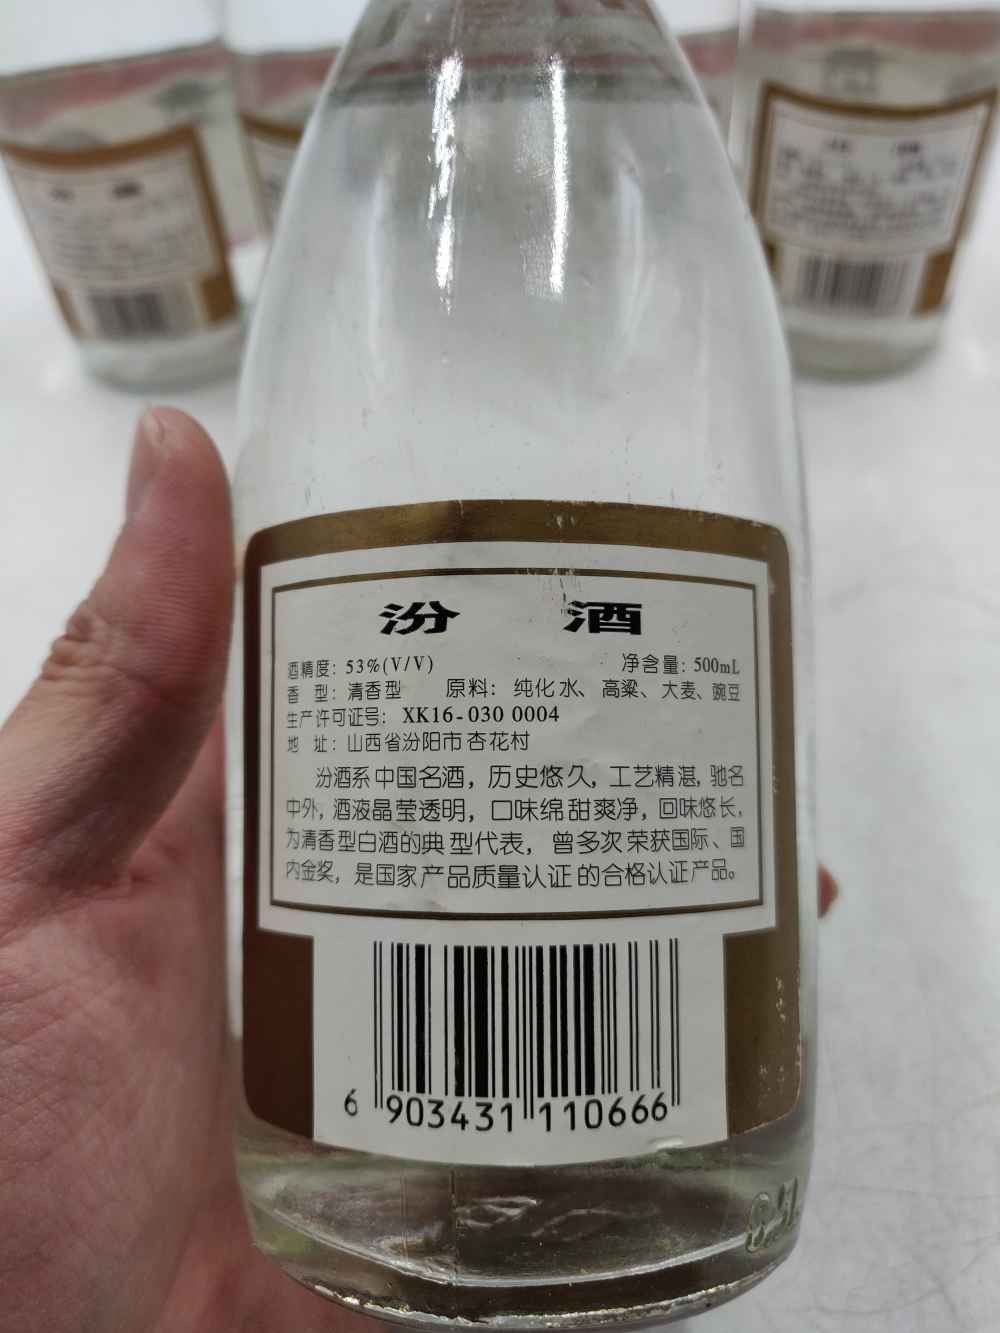 汾 酒
酒精度: 53%(V/V) 净含量: 500mL
香 型: 清香型 原料: 纯化水、高粱、大麦、豌豆
生产许可证号: XK16-030 0004
地 址: 山西省汾阳市杏花村
汾酒系中国名酒, 历史悠久, 工艺精湛, 驰名
中外, 酒液晶莹透明, 口味绵甜爽净, 回味悠长,
为清香型白酒的典型代表, 曾多次荣获国际、国
内金奖, 是国家产品质量认证的合格认证产品。
6 903431 110666